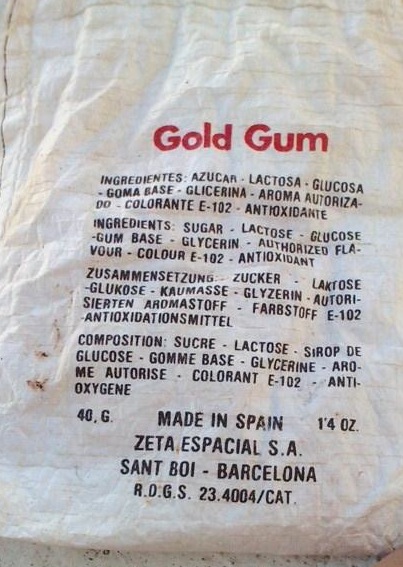 Gold Gum
INGREDIENTES: AZUCAR - LACTOSA - GLUCOSA
- GOMA BASE - GLICERINA - AROMA AUTORIZA-
DO - COLORANTE E-102 - ANTIOXIDANTE
INGREDIENTS: SUGAR - LACTOSE - GLUCOSE
-GUM BASE - GLYCERIN - AUTHORIZED FLA-
VOUR - COLOUR E-102 - ANTIOXIDANT
ZUSAMMENSETZUNG: ZUCKER - LAKTOSE
-GLUKOSE - KAUMASSE - GLYZERIN -AUTORI-
SIERTEN AROMASTOFF - FARBSTOFF E-102
-ANTIOXIDATIONSMITTEL
COMPOSITION: SUCRE - LACTOSE - SIROP DE
GLUCOSE - GOMME BASE - GLYCERINE - ARO-
ME AUTORISE - COLORANT E-102 - ANTI-
OXYGENE
40, G. MADE IN SPAIN 1'4 OZ.
ZETA ESPACIAL S.A.
SANT BOI - BARCELONA
R.D.G.S. 23.4004/CAT.